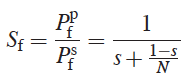 S_f = P_f^p / P_f^s = 1 / (s + (1−s)/N)